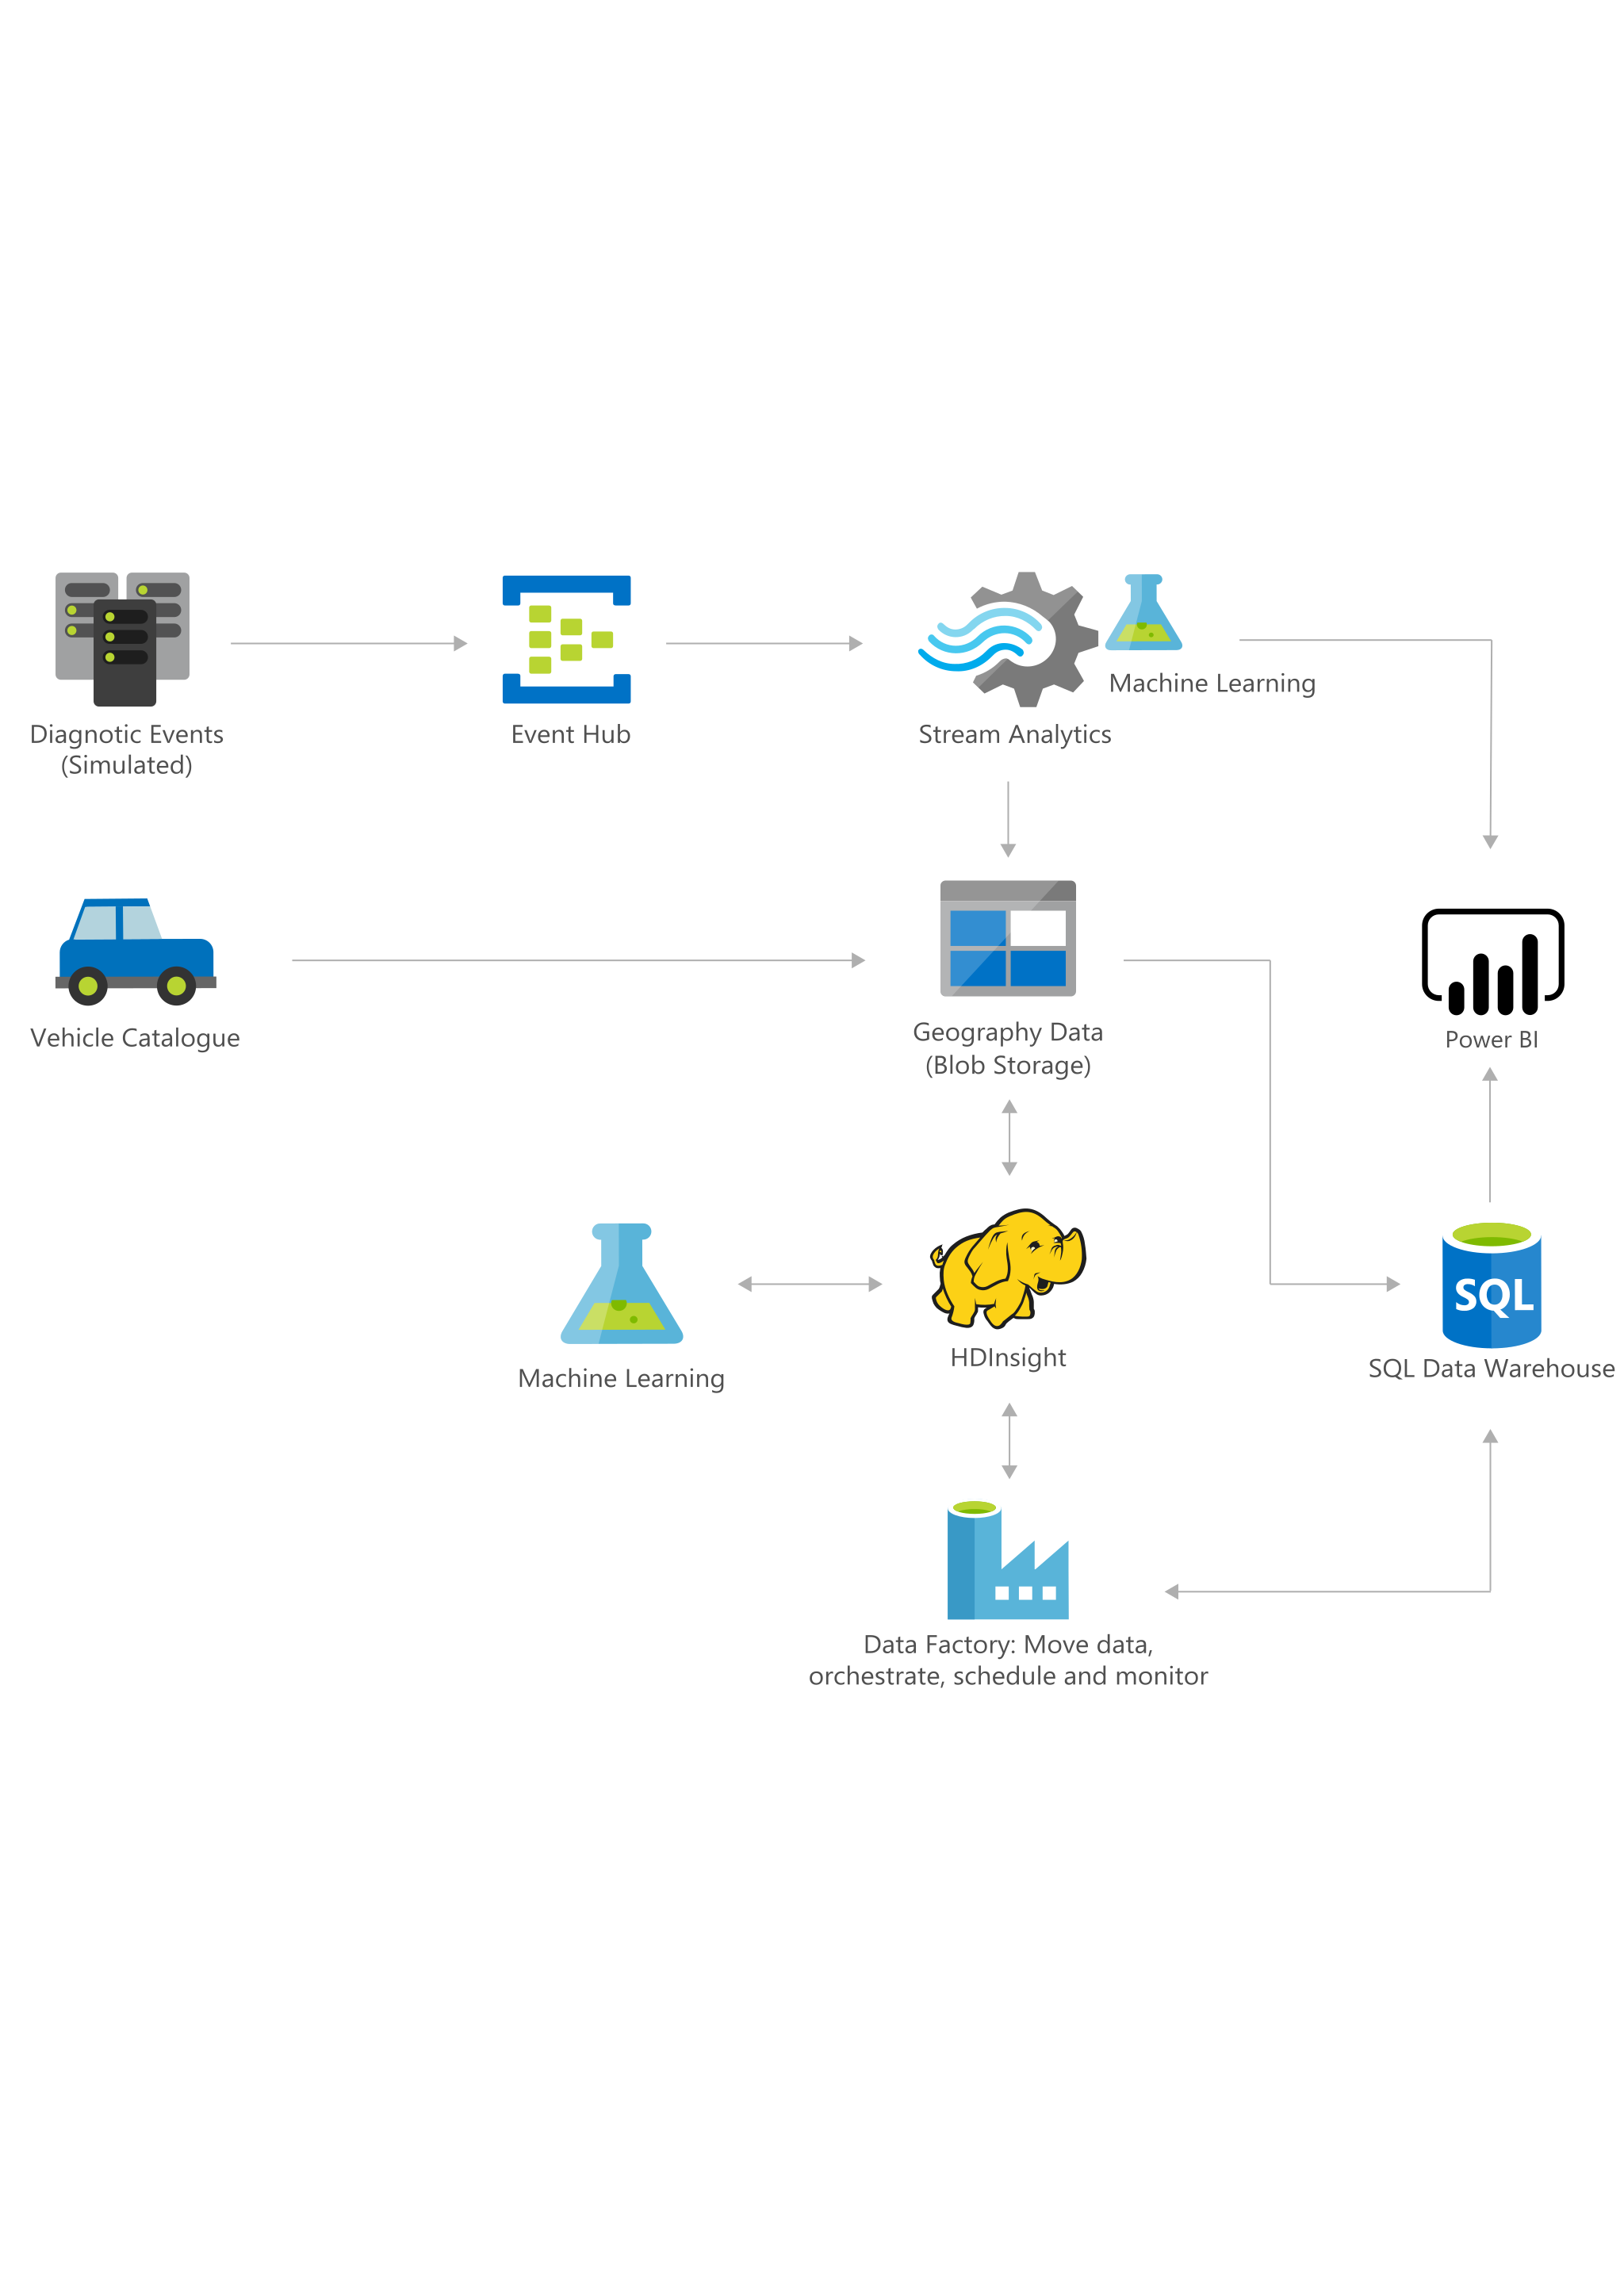 Machine Learning
Diagnotic Events
(Simulated)
Event Hub
Stream Analytics
Vehicle Catalogue
Geography Data
(Blob Storage)
Power BI
SQL
Machine Learning
HDInsight
SQL Data Warehouse
Data Factory: Move data,
orchestrate, schedule and monitor